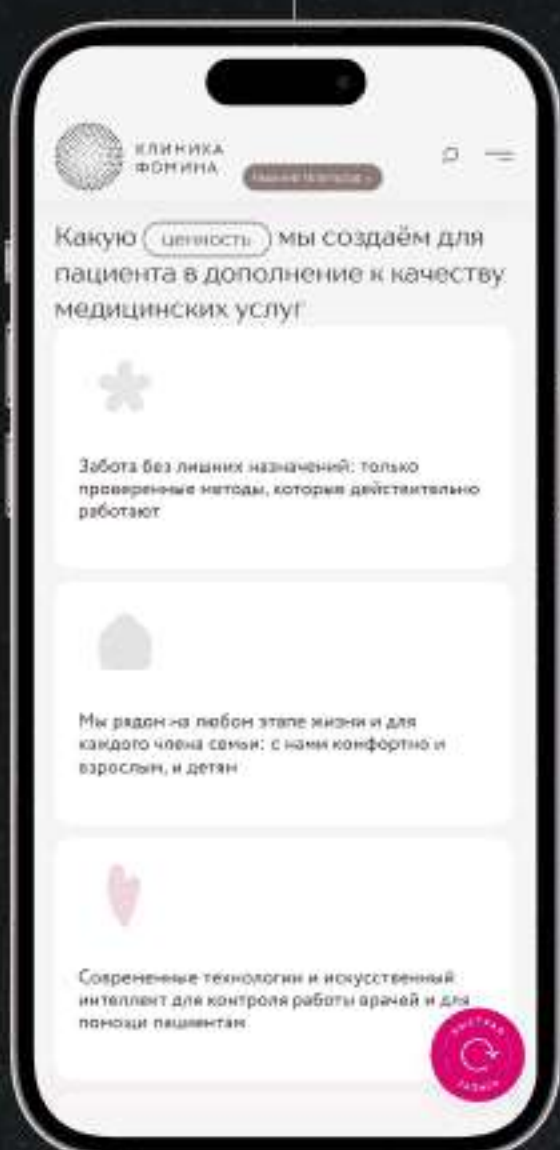 КЛИНИКА
ФОМИНА
Какую ценность мы создаём для
пациента в дополнение к качеству
медицинских услуг
Забота без лишних назначений: только
проверенные методы, которые действительно
работают
Мы рядом на любом этапе жизни и для
каждого члена семьи: с нами комфортно и
взрослым, и детям
Современные технологии и искусственный
интеллект для контроля работы врачей и для
помощи пациентам
БЫСТРАЯ
ЗАПИСЬ